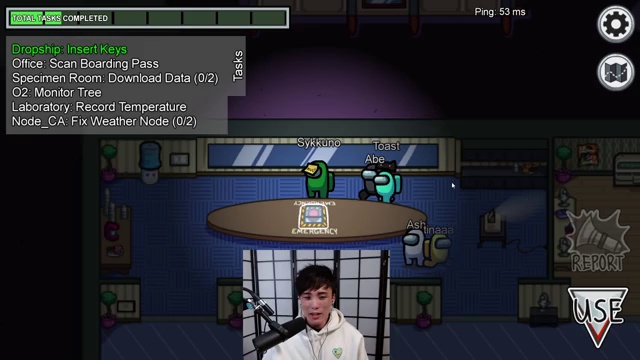 TOTAL TASKS COMPLETED
Ping: 53 ms
Dropship: Insert Keys
Office: Scan Boarding Pass
Specimen Room: Download Data (0/2)
O2: Monitor Tree
Laboratory: Record Temperature
Node_CA: Fix Weather Node (0/2)
Tasks
Sykkuno
Toast
Abe
EMERGENCY
EMERGENCY
Ash
tinaaa
REPORT
USE